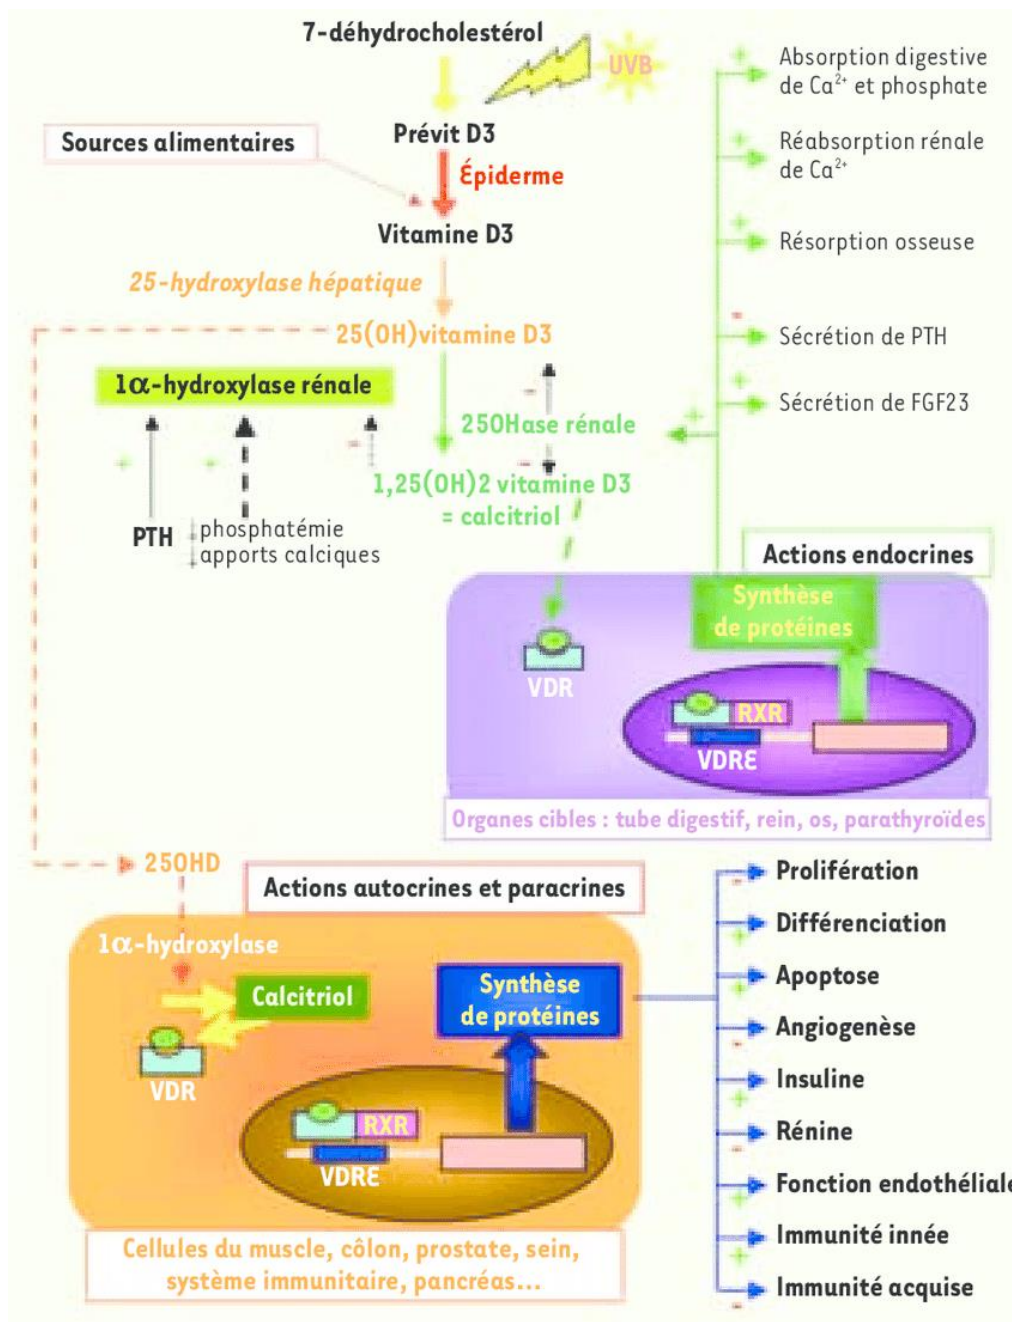 7-déhydrocholestérol
UVB
Prévit D3
Sources alimentaires
Épiderme
Vitamine D3
25-hydroxylase hépatique
25(OH)vitamine D3
1α-hydroxylase rénale
+
+
-
-
-
25OHase rénale
1,25(OH)2 vitamine D3
= calcitriol
PTH
↓ phosphatémie
↓ apports calciques
+
Absorption digestive
de Ca²⁺ et phosphate
+
Réabsorption rénale
de Ca²⁺
+
Résorption osseuse
-
Sécrétion de PTH
+
Sécrétion de FGF23
+
Actions endocrines
Synthèse
de protéines
VDR
RXR
VDRE
Organes cibles : tube digestif, rein, os, parathyroïdes
25OHD
Actions autocrines et paracrines
1α-hydroxylase
Calcitriol
Synthèse
de protéines
VDR
RXR
VDRE
Cellules du muscle, côlon, prostate, sein,
système immunitaire, pancréas...
Prolifération
-
Différenciation
+
Apoptose
+
Angiogenèse
-
Insuline
+
Rénine
-
Fonction endothéliale
+
Immunité innée
+
Immunité acquise
-